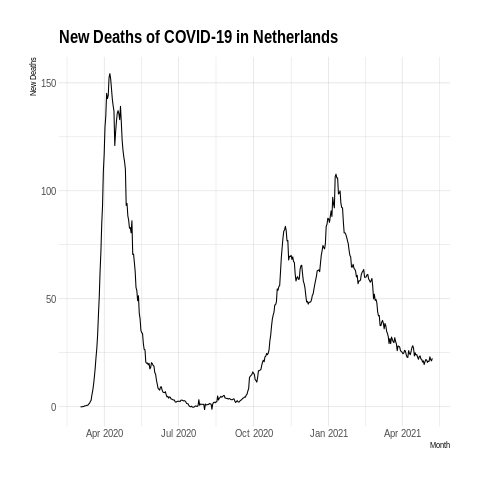 New Deaths of COVID-19 in Netherlands
New Deaths
150
100
50
0
Apr 2020
Jul 2020
Oct 2020
Jan 2021
Apr 2021
Month